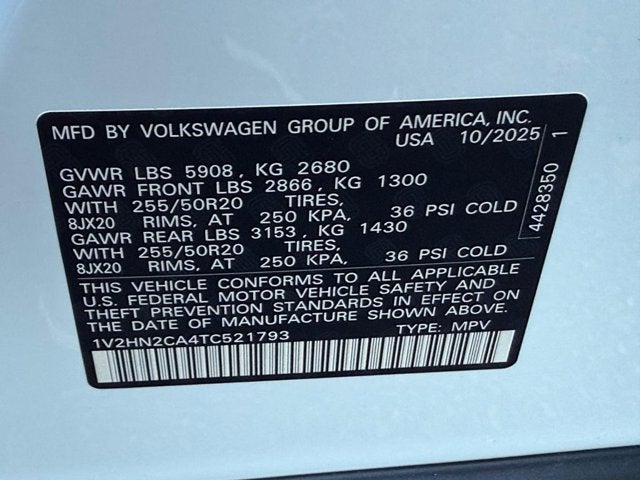 MFD BY VOLKSWAGEN GROUP OF AMERICA, INC.
USA 10/2025
GVWR LBS 5908, KG 2680
GAWR FRONT LBS 2866, KG 1300
WITH 255/50R20 TIRES,
8JX20 RIMS, AT 250 KPA, 36 PSI COLD
GAWR REAR LBS 3153, KG 1430
WITH 255/50R20 TIRES,
8JX20 RIMS, AT 250 KPA, 36 PSI COLD
THIS VEHICLE CONFORMS TO ALL APPLICABLE
U.S. FEDERAL MOTOR VEHICLE SAFETY AND
THEFT PREVENTION STANDARDS IN EFFECT ON
THE DATE OF MANUFACTURE SHOWN ABOVE.
1V2HN2CA4TC521793 TYPE: MPV
4428350 1